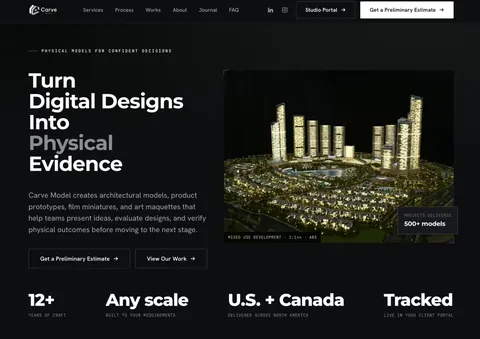 Carve
Services
Process
Works
About
Journal
FAQ
in
Studio Portal →
Get a Preliminary Estimate →
PHYSICAL MODELS FOR CONFIDENT DECISIONS
Turn
Digital Designs
Into
Physical
Evidence
Carve Model creates architectural models, product
prototypes, film miniatures, and art maquettes that
help teams present ideas, evaluate designs, and verify
physical outcomes before moving to the next stage.
Get a Preliminary Estimate →
View Our Work →
PROJECTS DELIVERED
500+ models
12+
YEARS OF CRAFT
Any scale
BUILT TO YOUR REQUIREMENTS
U.S. + Canada
DELIVERED ACROSS NORTH AMERICA
Tracked
LIVE IN YOUR CLIENT PORTAL